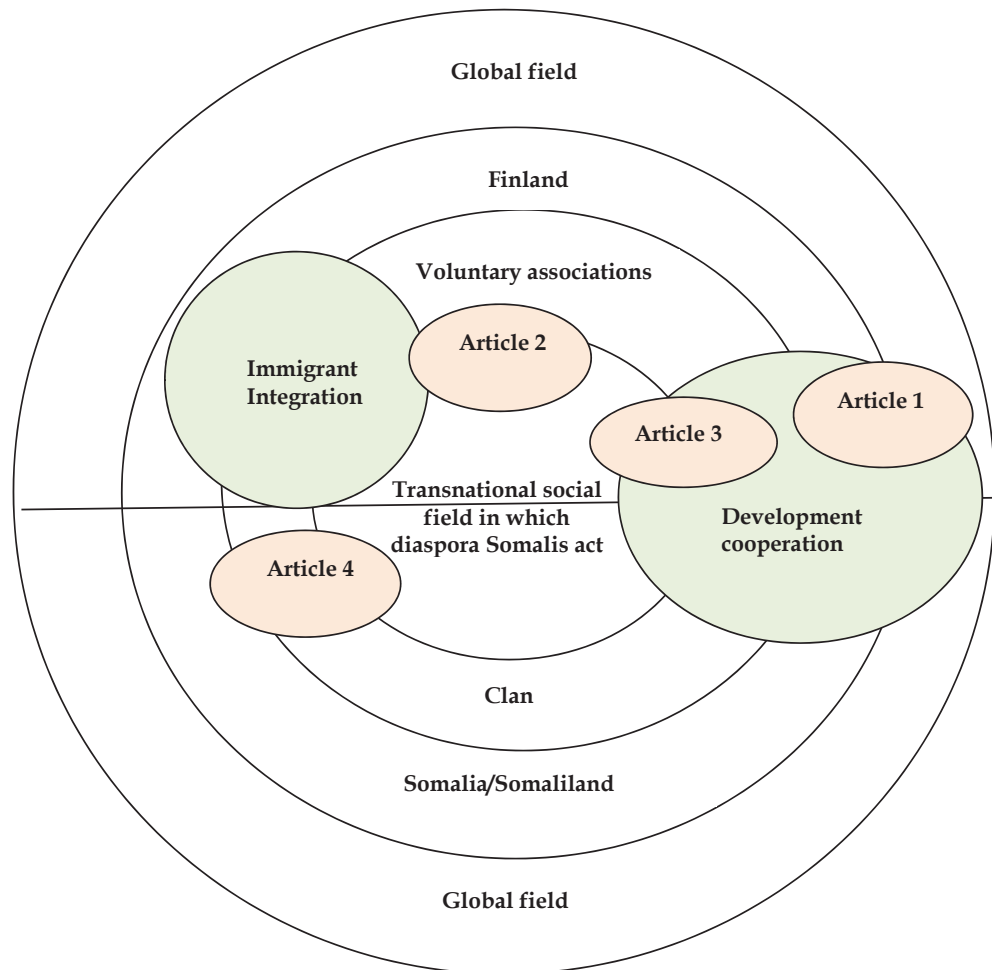 Global field
Finland
Voluntary associations
Article 2
Immigrant
Integration
Article 1
Article 3
Transnational social
field in which
diaspora Somalis act
Development
cooperation
Article 4
Clan
Somalia/Somaliland
Global field